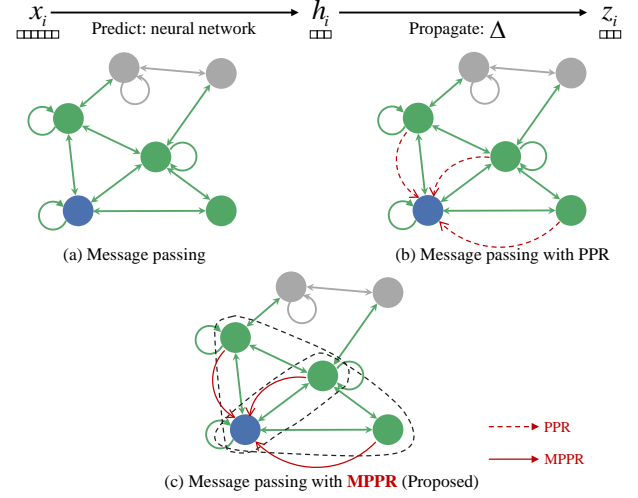 x_i Predict: neural network h_i Propagate: Δ z_i
(a) Message passing (b) Message passing with PPR
PPR
MPPR
(c) Message passing with MPPR (Proposed)